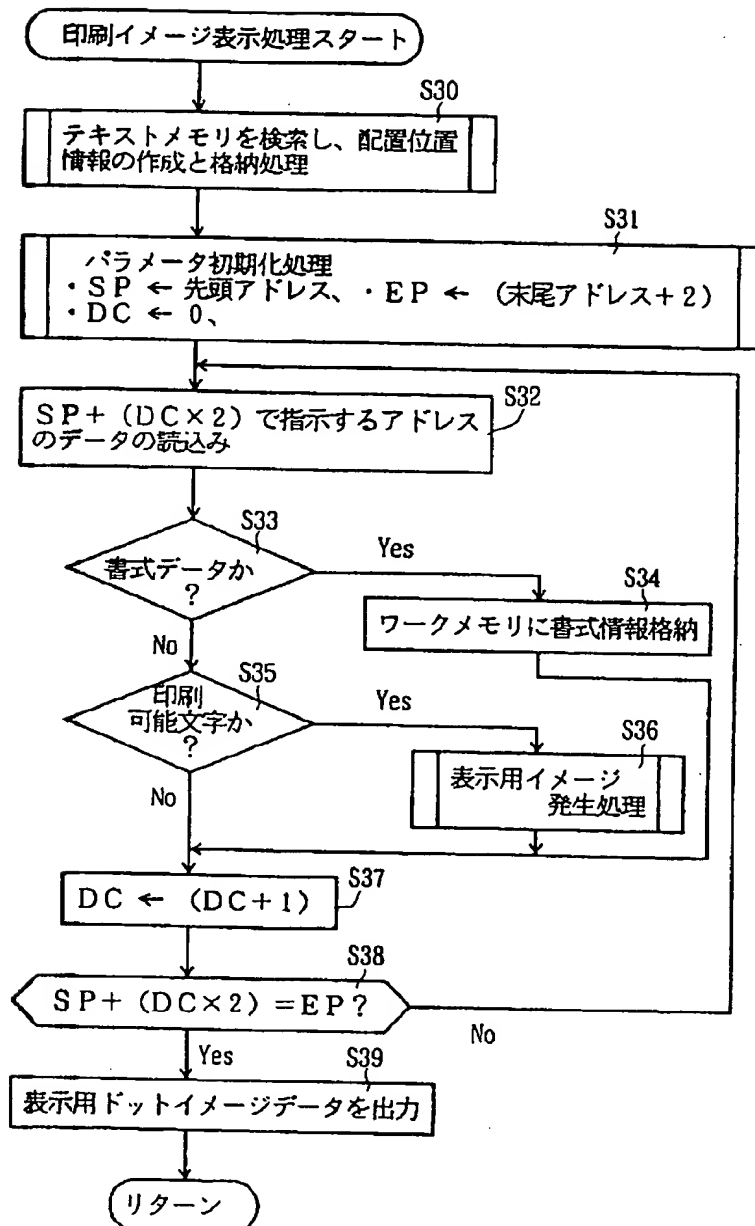 印刷イメージ表示処理スタート
S30
テキストメモリを検索し、配置位置
情報の作成と格納処理
S31
パラメータ初期化処理
・SP ← 先頭アドレス、・EP ← (末尾アドレス+2)
・DC ← 0、
S32
SP+(DC×2)で指示するアドレス
のデータの読込み
S33
書式データか
?
Yes
No
S34
ワークメモリに書式情報格納
S35
印刷
可能文字か
?
Yes
No
S36
表示用イメージ
発生処理
S37
DC ← (DC+1)
S38
SP+(DC×2)=EP?
No
Yes
S39
表示用ドットイメージデータを出力
リターン